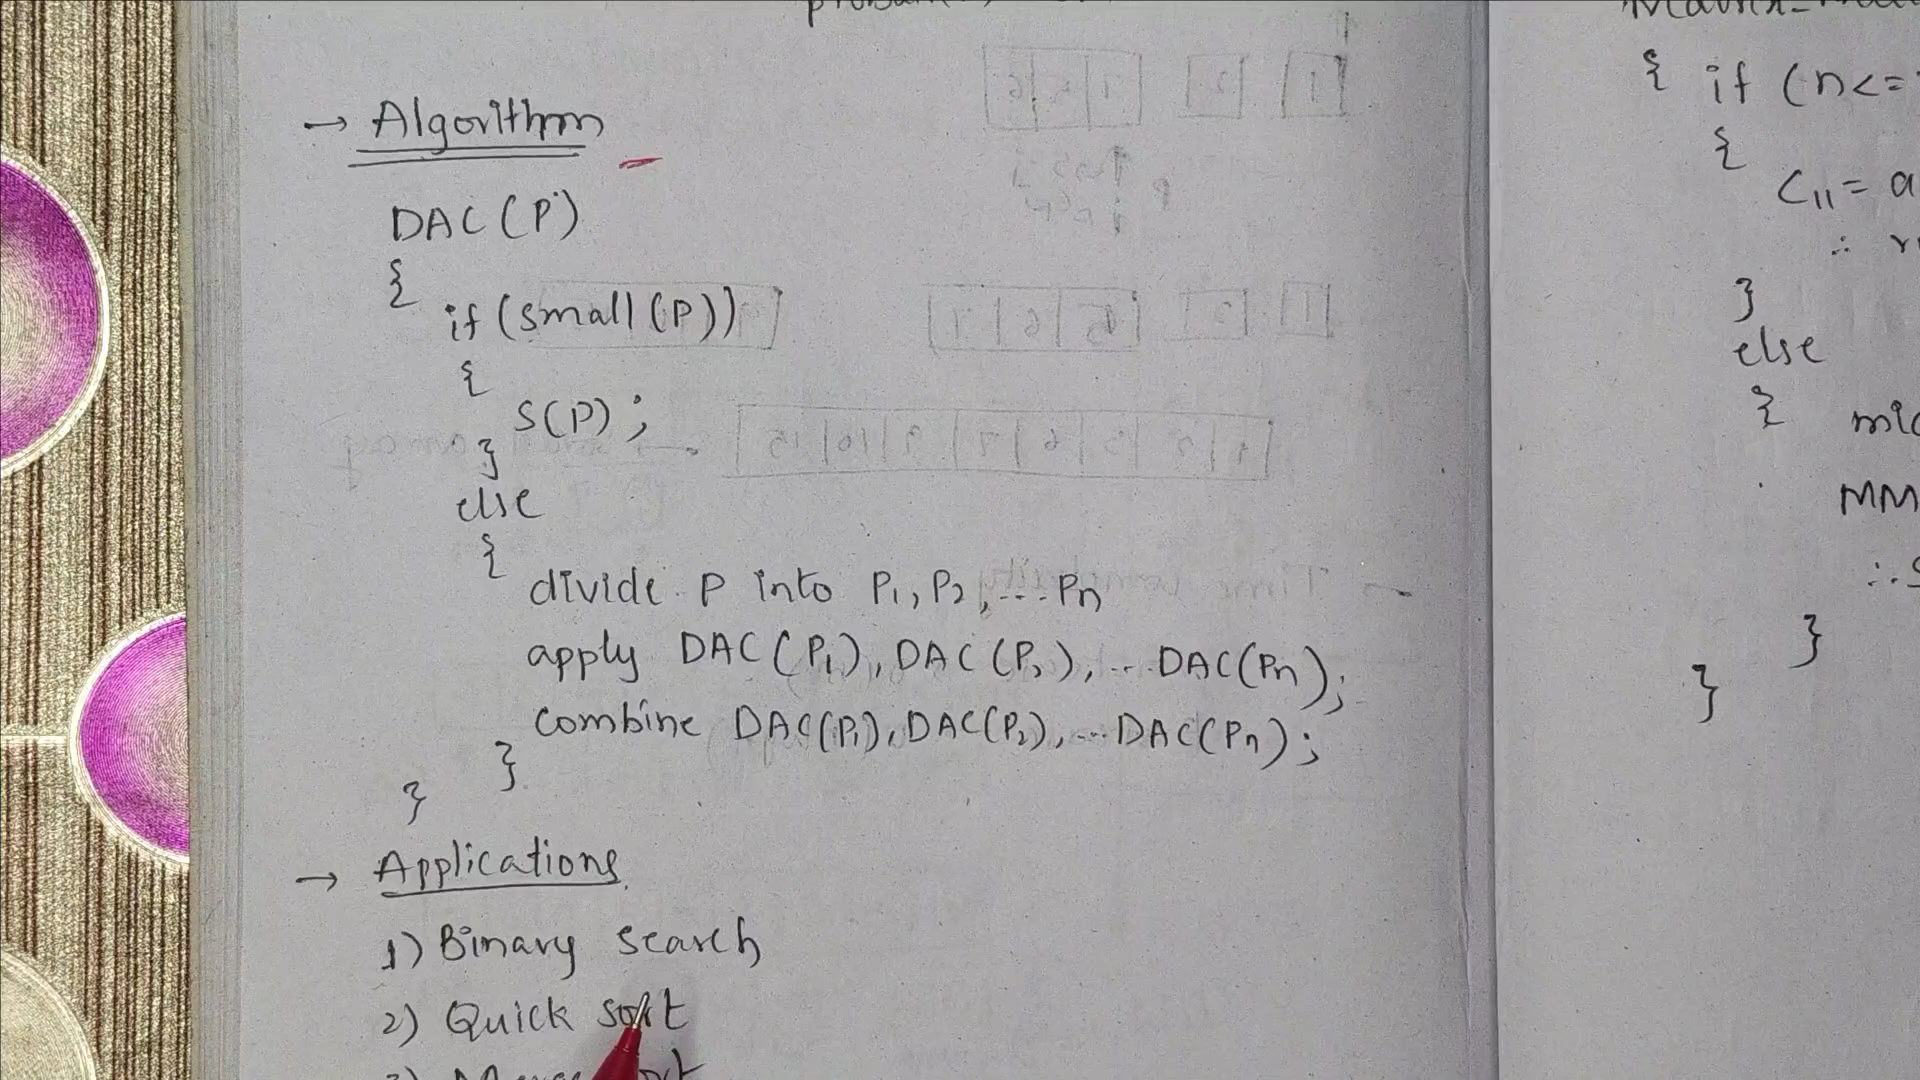 → Algorithm
DAC (P)
{
if (small (P))
{
S(P) ;
}
else
{
divide P into P1, P2, ... Pn
apply DAC (P1), DAC (P2), ... DAC(Pn);
combine DAC(P1), DAC(P2), ... DAC(Pn) ;
}
}
→ Applications
1) Binary search
2) Quick sort
{ if (n<=
{
C11 = a
∴
}
else
{
MM
}
}